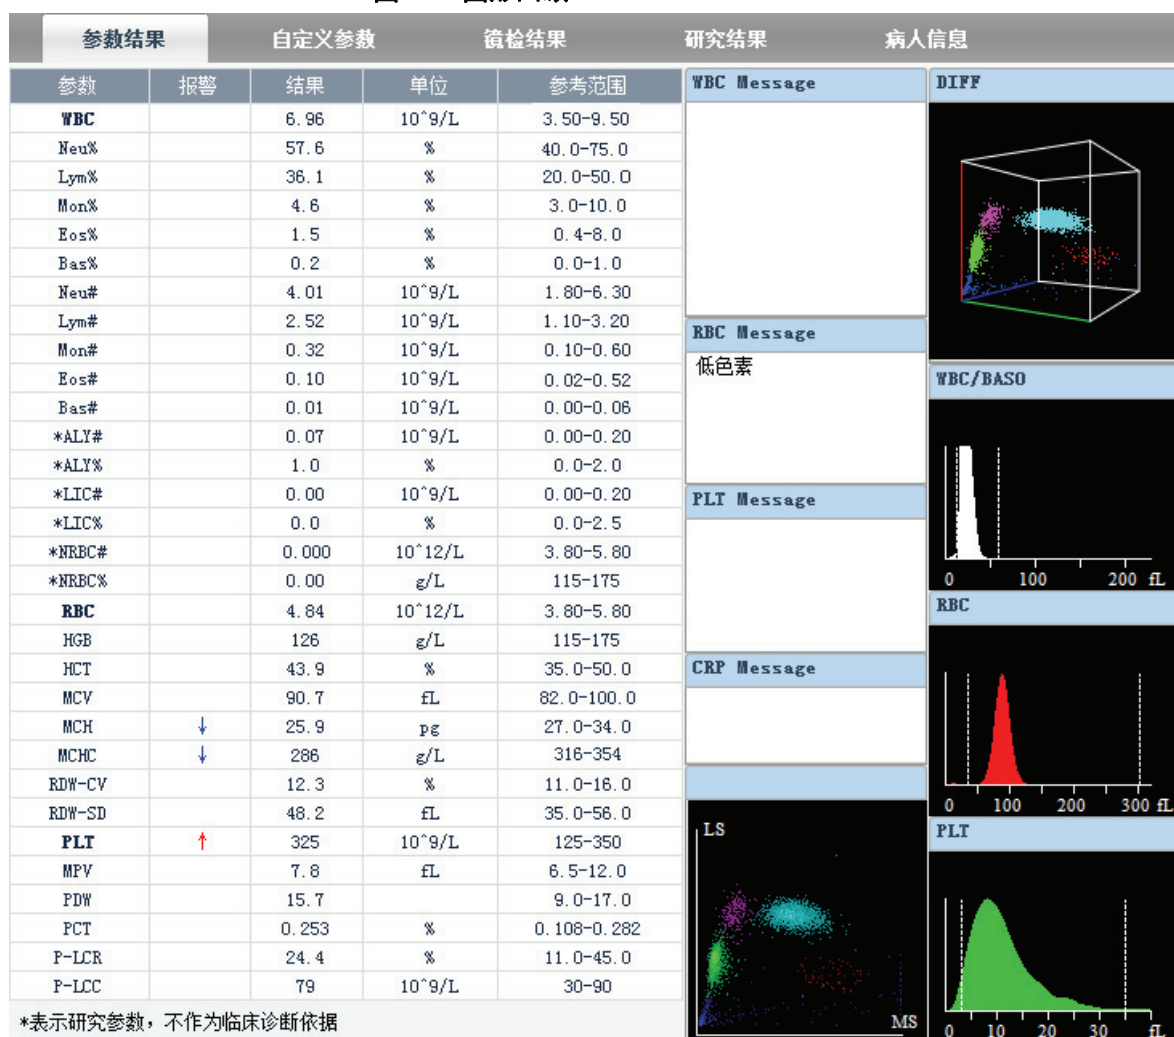 参数结果 自定义参数 镜检结果 研究结果 病人信息
参数 报警 结果 单位 参考范围
WBC 6.96 10^9/L 3.50-9.50
Neu% 57.6 % 40.0-75.0
Lym% 36.1 % 20.0-50.0
Mon% 4.6 % 3.0-10.0
Eos% 1.5 % 0.4-8.0
Bas% 0.2 % 0.0-1.0
Neu# 4.01 10^9/L 1.80-6.30
Lym# 2.52 10^9/L 1.10-3.20
Mon# 0.32 10^9/L 0.10-0.60
Eos# 0.10 10^9/L 0.02-0.52
Bas# 0.01 10^9/L 0.00-0.06
*ALY# 0.07 10^9/L 0.00-0.20
*ALY% 1.0 % 0.0-2.0
*LIC# 0.00 10^9/L 0.00-0.20
*LIC% 0.0 % 0.0-2.5
*NRBC# 0.000 10^12/L 3.80-5.80
*NRBC% 0.00 g/L 115-175
RBC 4.84 10^12/L 3.80-5.80
HGB 126 g/L 115-175
HCT 43.9 % 35.0-50.0
MCV 90.7 fL 82.0-100.0
MCH ↓ 25.9 pg 27.0-34.0
MCHC ↓ 286 g/L 316-354
RDW-CV 12.3 % 11.0-16.0
RDW-SD 48.2 fL 35.0-56.0
PLT ↑ 325 10^9/L 125-350
MPV 7.8 fL 6.5-12.0
PDW 15.7 9.0-17.0
PCT 0.253 % 0.108-0.282
P-LCR 24.4 % 11.0-45.0
P-LCC 79 10^9/L 30-90
*表示研究参数，不作为临床诊断依据
WBC Message
RBC Message
低色素
PLT Message
CRP Message
LS
MS
DIFF
WBC/BASO
0 100 200 fL
RBC
0 100 200 300 fL
PLT
0 10 20 30 fL